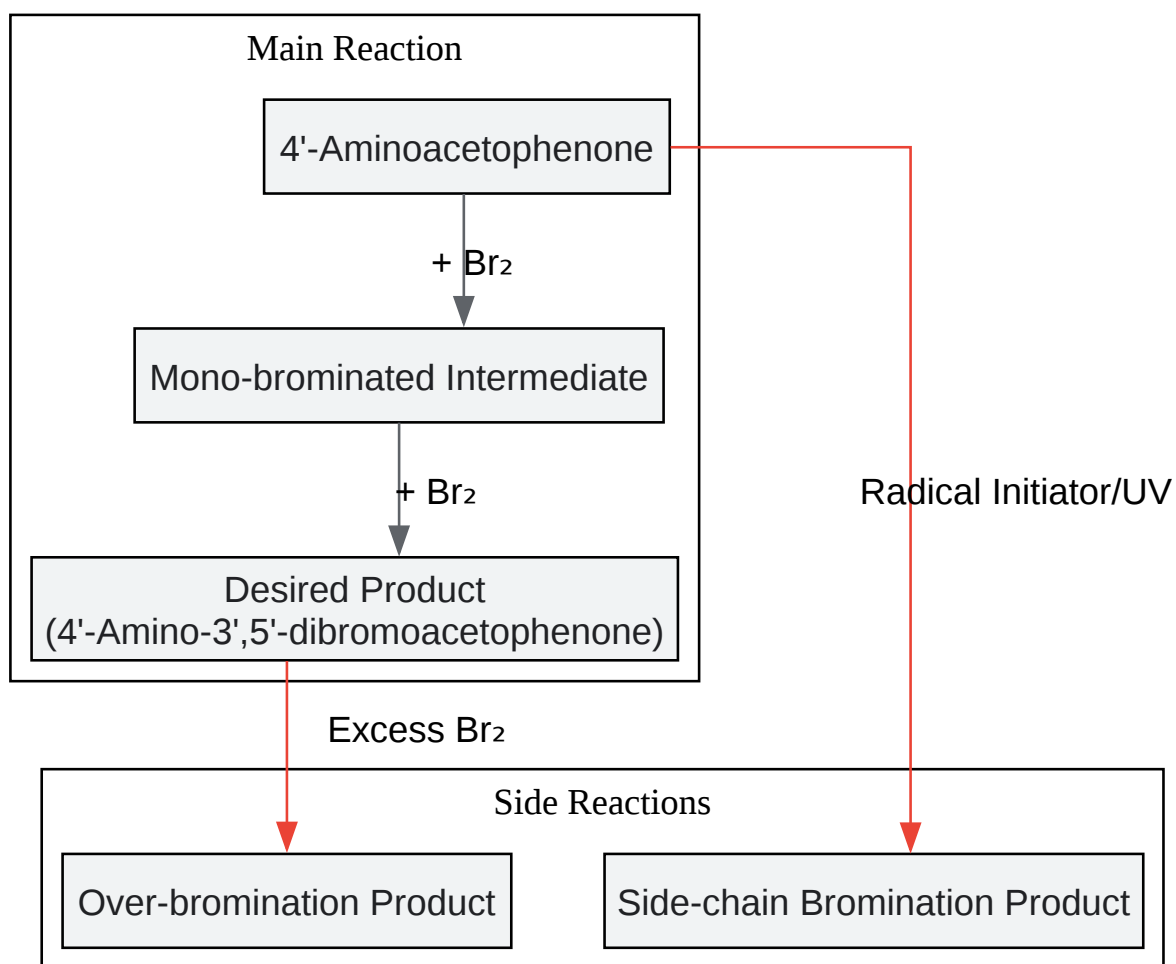 Main Reaction
4'-Aminoacetophenone
+ Br₂
Mono-brominated Intermediate
+ Br₂
Radical Initiator/UV
Desired Product
(4'-Amino-3',5'-dibromoacetophenone)
Excess Br₂
Side Reactions
Over-bromination Product
Side-chain Bromination Product